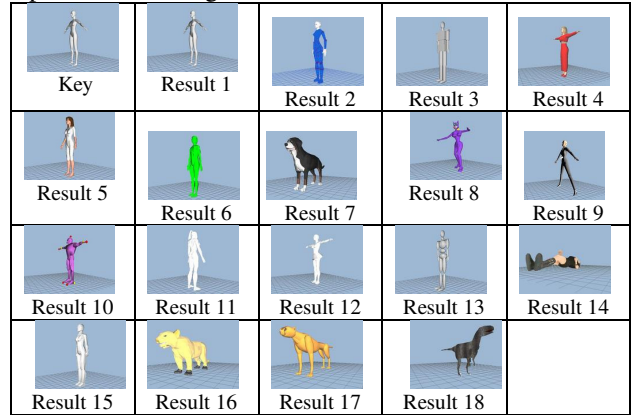 Key
Result 1
Result 2
Result 3
Result 4
Result 5
Result 6
Result 7
Result 8
Result 9
Result 10
Result 11
Result 12
Result 13
Result 14
Result 15
Result 16
Result 17
Result 18